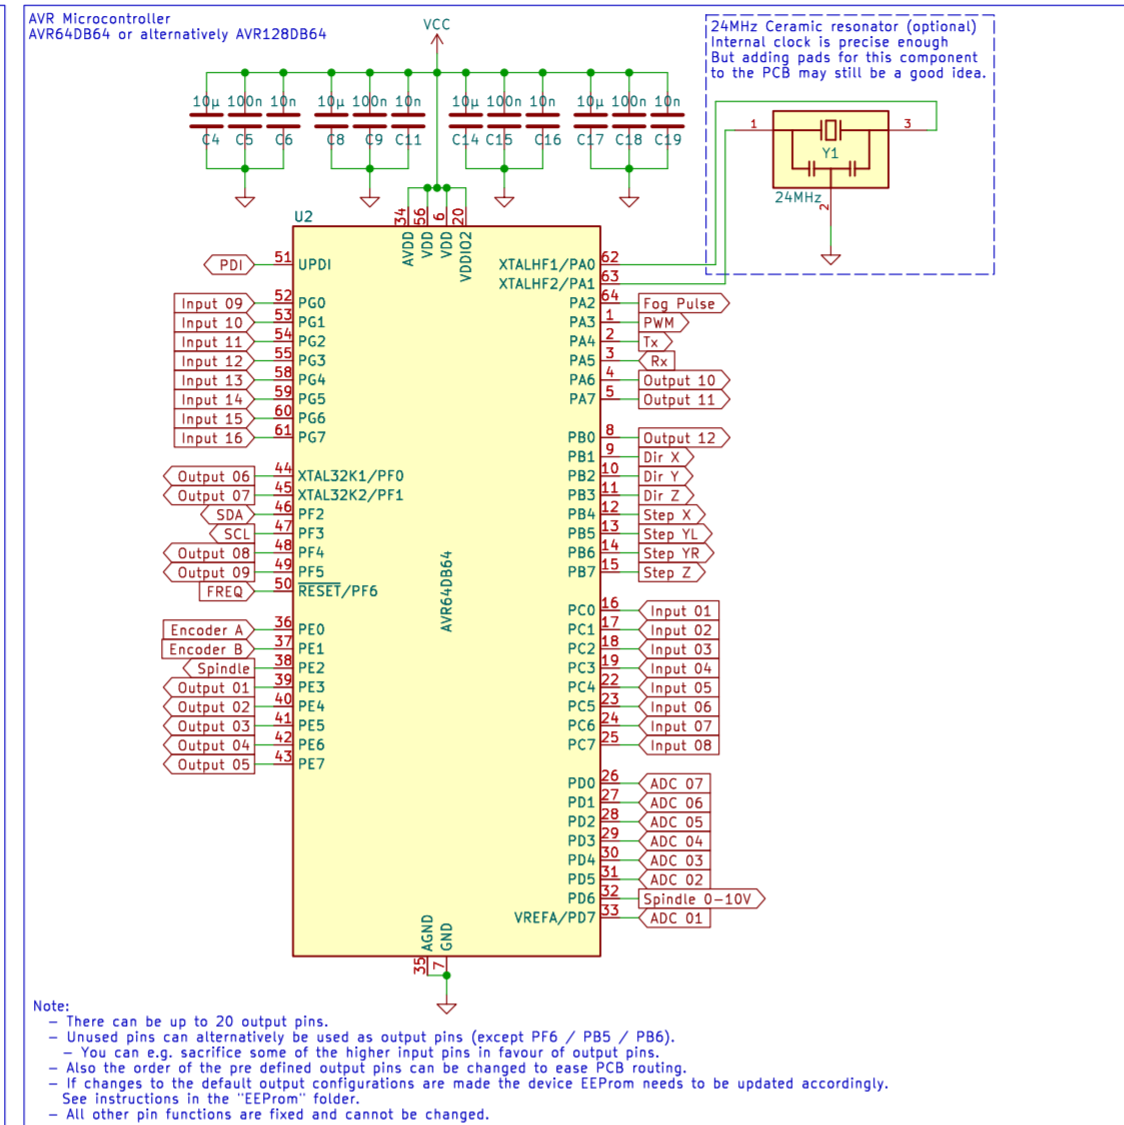 AVR Microcontroller
AVR64DB64 or alternatively AVR128DB64
VCC
24MHz Ceramic resonator (optional)
Internal clock is precise enough
But adding pads for this component
to the PCB may still be a good idea.
10µ 100n 10n 10µ 100n 10n 10µ 100n 10n 10µ 100n 10n
C4 C5 C6 C8 C9 C11 C14 C15 C16 C17 C18 C19
1 3
Y1
24MHz
2
U2
34 56 6 20
AVDD VDD VDD VDDIO2
PDI 51 UPDI
Input 09 52 PG0
Input 10 53 PG1
Input 11 54 PG2
Input 12 55 PG3
Input 13 58 PG4
Input 14 59 PG5
Input 15 60 PG6
Input 16 61 PG7
Output 06 44 XTAL32K1/PF0
Output 07 45 XTAL32K2/PF1
SDA 46 PF2
SCL 47 PF3
Output 08 48 PF4
Output 09 49 PF5
FREQ 50 RESET/PF6
Encoder A 36 PE0
Encoder B 37 PE1
Spindle 38 PE2
Output 01 39 PE3
Output 02 40 PE4
Output 03 41 PE5
Output 04 42 PE6
Output 05 43 PE7
AVR64DB64
XTALHF1/PA0 62
XTALHF2/PA1 63
PA2 64 Fog Pulse
PA3 1 PWM
PA4 2 Tx
PA5 3 Rx
PA6 4 Output 10
PA7 5 Output 11
PB0 8 Output 12
PB1 9 Dir X
PB2 10 Dir Y
PB3 11 Dir Z
PB4 12 Step X
PB5 13 Step YL
PB6 14 Step YR
PB7 15 Step Z
PC0 16 Input 01
PC1 17 Input 02
PC2 18 Input 03
PC3 19 Input 04
PC4 22 Input 05
PC5 23 Input 06
PC6 24 Input 07
PC7 25 Input 08
PD0 26 ADC 07
PD1 27 ADC 06
PD2 28 ADC 05
PD3 29 ADC 04
PD4 30 ADC 03
PD5 31 ADC 02
PD6 32 Spindle 0-10V
VREFA/PD7 33 ADC 01
AGND GND
35 7
Note:
- There can be up to 20 output pins.
- Unused pins can alternatively be used as output pins (except PF6 / PB5 / PB6).
- You can e.g. sacrifice some of the higher input pins in favour of output pins.
- Also the order of the pre defined output pins can be changed to ease PCB routing.
- If changes to the default output configurations are made the device EEProm needs to be updated accordingly.
See instructions in the "EEProm" folder.
- All other pin functions are fixed and cannot be changed.